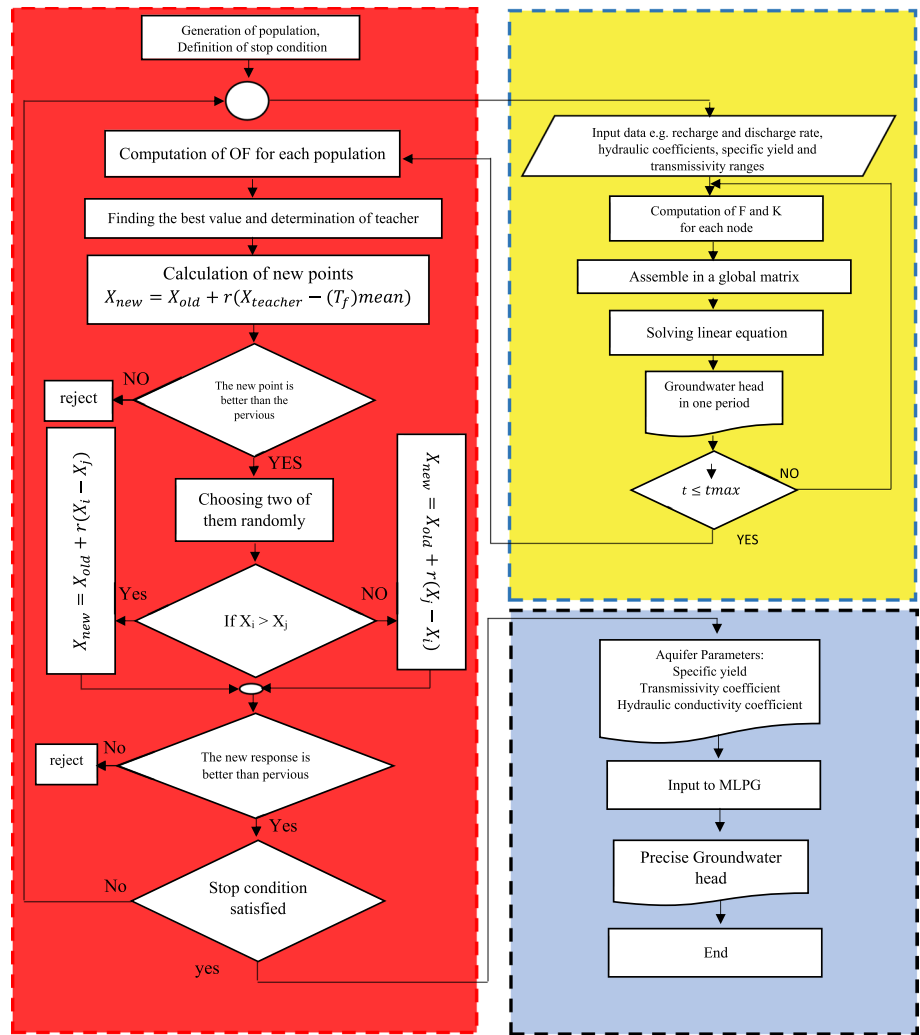 Generation of population,
Definition of stop condition
Computation of OF for each population
Finding the best value and determination of teacher
Calculation of new points
X_new = X_old + r(X_teacher − (T_f)mean)
The new point is
better than the
pervious
NO
reject
YES
Choosing two of
them randomly
If X_i > X_j
Yes
X_new = X_old + r(X_i − X_j)
NO
X_new = X_old + r(X_j − X_i)
The new response is
better than pervious
No
reject
Yes
Stop condition
satisfied
No
yes
Input data e.g. recharge and discharge rate,
hydraulic coefficients, specific yield and
transmissivity ranges
Computation of F and K
for each node
Assemble in a global matrix
Solving linear equation
Groundwater head
in one period
t ≤ tmax
NO
YES
Aquifer Parameters:
Specific yield
Transmissivity coefficient
Hydraulic conductivity coefficient
Input to MLPG
Precise Groundwater
head
End